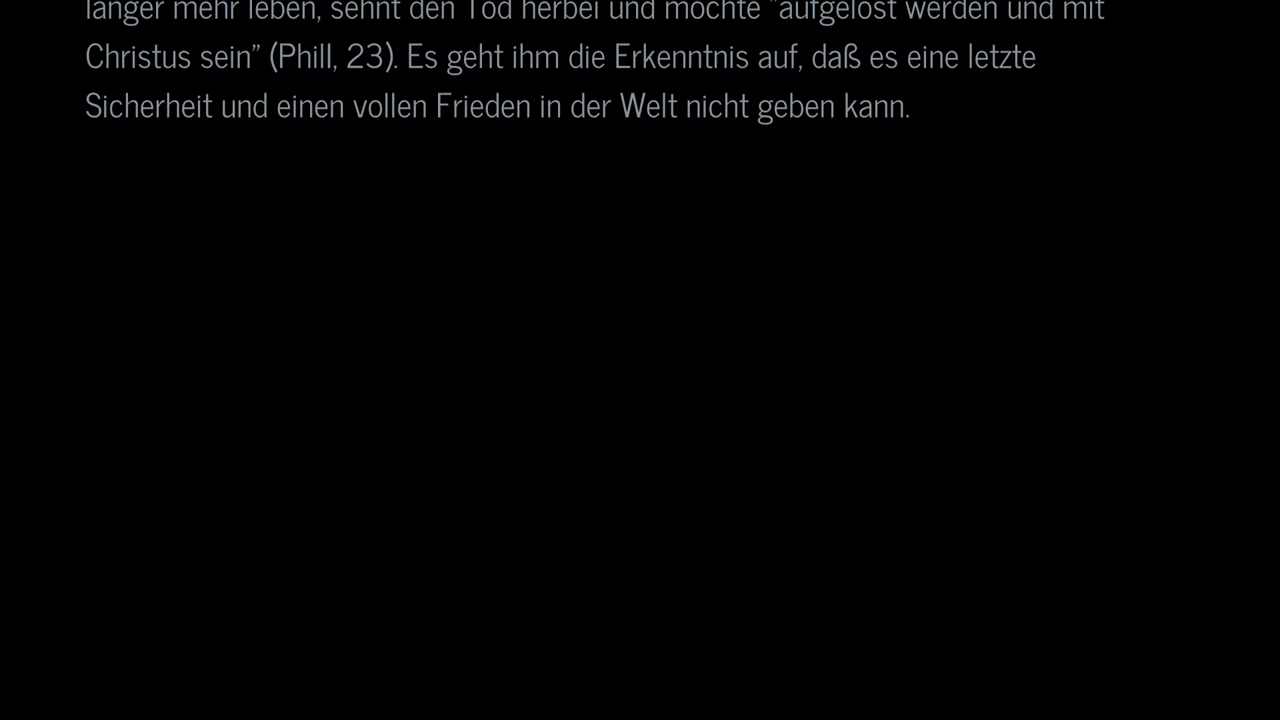 länger mehr leben, sehnt den Tod herbei und möchte "aufgelöst werden und mit
Christus sein" (Phill, 23). Es geht ihm die Erkenntnis auf, daß es eine letzte
Sicherheit und einen vollen Frieden in der Welt nicht geben kann.